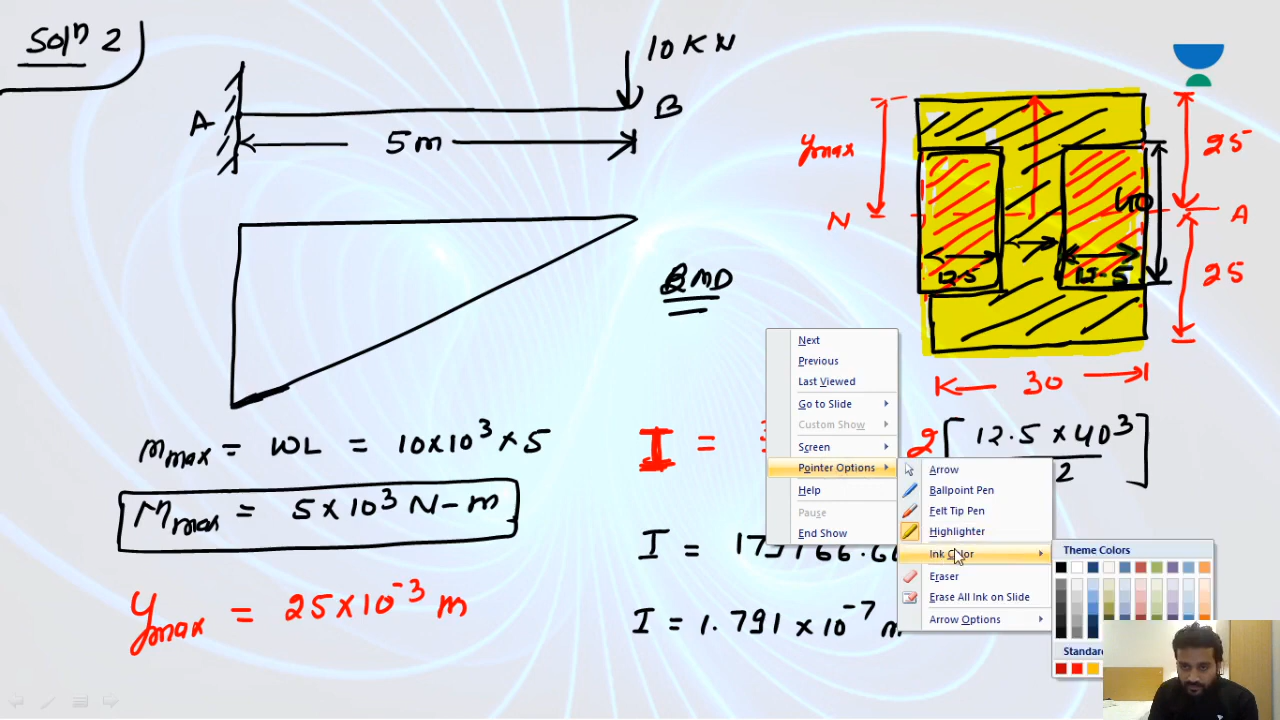 Solⁿ 2
10 KN
A
B
5m
BMD
ymax
N
A
25
40
25
12.5
12.5
30
Mmax = WL = 10×10³ × 5
Mmax = 5×10³ N-m
ymax = 25×10⁻³ m
I =
2[12.5 × 40³
2]
I =
I = 1.791 × 10⁻⁷
Next
Previous
Last Viewed
Go to Slide
Custom Show
Screen
Pointer Options
Help
Pause
End Show
Arrow
Ballpoint Pen
Felt Tip Pen
Highlighter
Ink Color
Eraser
Erase All Ink on Slide
Arrow Options
Theme Colors